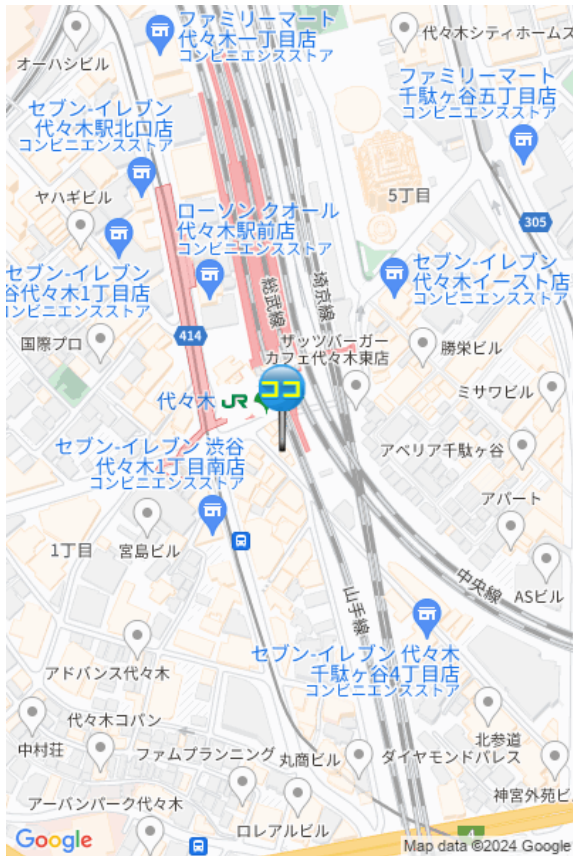 ファミリーマート
代々木一丁目店
コンビニエンスストア
オーハシビル
代々木シティホームズ
ファミリーマート
千駄ヶ谷五丁目店
コンビニエンスストア
セブン-イレブン
代々木駅北口店
コンビニエンスストア
ヤハギビル
5丁目
305
ローソン クオール
代々木駅前店
コンビニエンスストア
セブン-イレブン
谷代々木1丁目店
コンビニエンスストア
セブン-イレブン
代々木イースト店
コンビニエンスストア
総武線
埼京線
414
国際プロ
ザッツバーガー
カフェ代々木東店
勝栄ビル
ココ
代々木 JR
ミサワビル
セブン-イレブン 渋谷
代々木1丁目南店
コンビニエンスストア
アベリア千駄ヶ谷
アパート
1丁目
宮島ビル
中央線
ASビル
山手線
セブン-イレブン 代々木
千駄ヶ谷4丁目店
コンビニエンスストア
アドバンス代々木
代々木コバン
中村荘
ファムプランニング
丸商ビル
北参道
ダイヤモンドパレス
神宮外苑ビ
アーバンパーク代々木
ロレアルビル
4
Google
Map data ©2024 Google